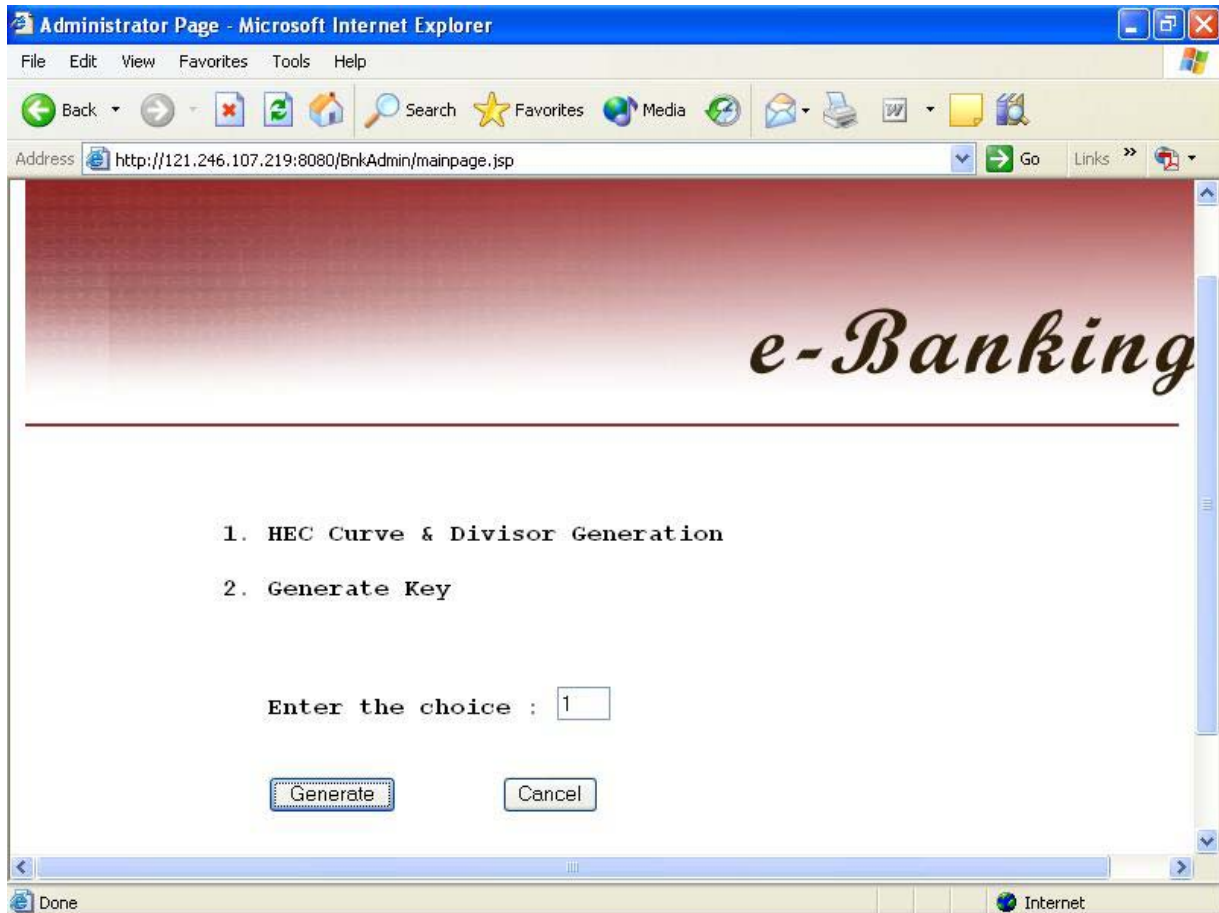 Administrator Page - Microsoft Internet Explorer
File Edit View Favorites Tools Help
Back Search Favorites Media
Address http://121.246.107.219:8080/BnkAdmin/mainpage.jsp Go Links »
e-Banking
1. HEC Curve & Divisor Generation
2. Generate Key
Enter the choice : 1
Generate Cancel
Done Internet